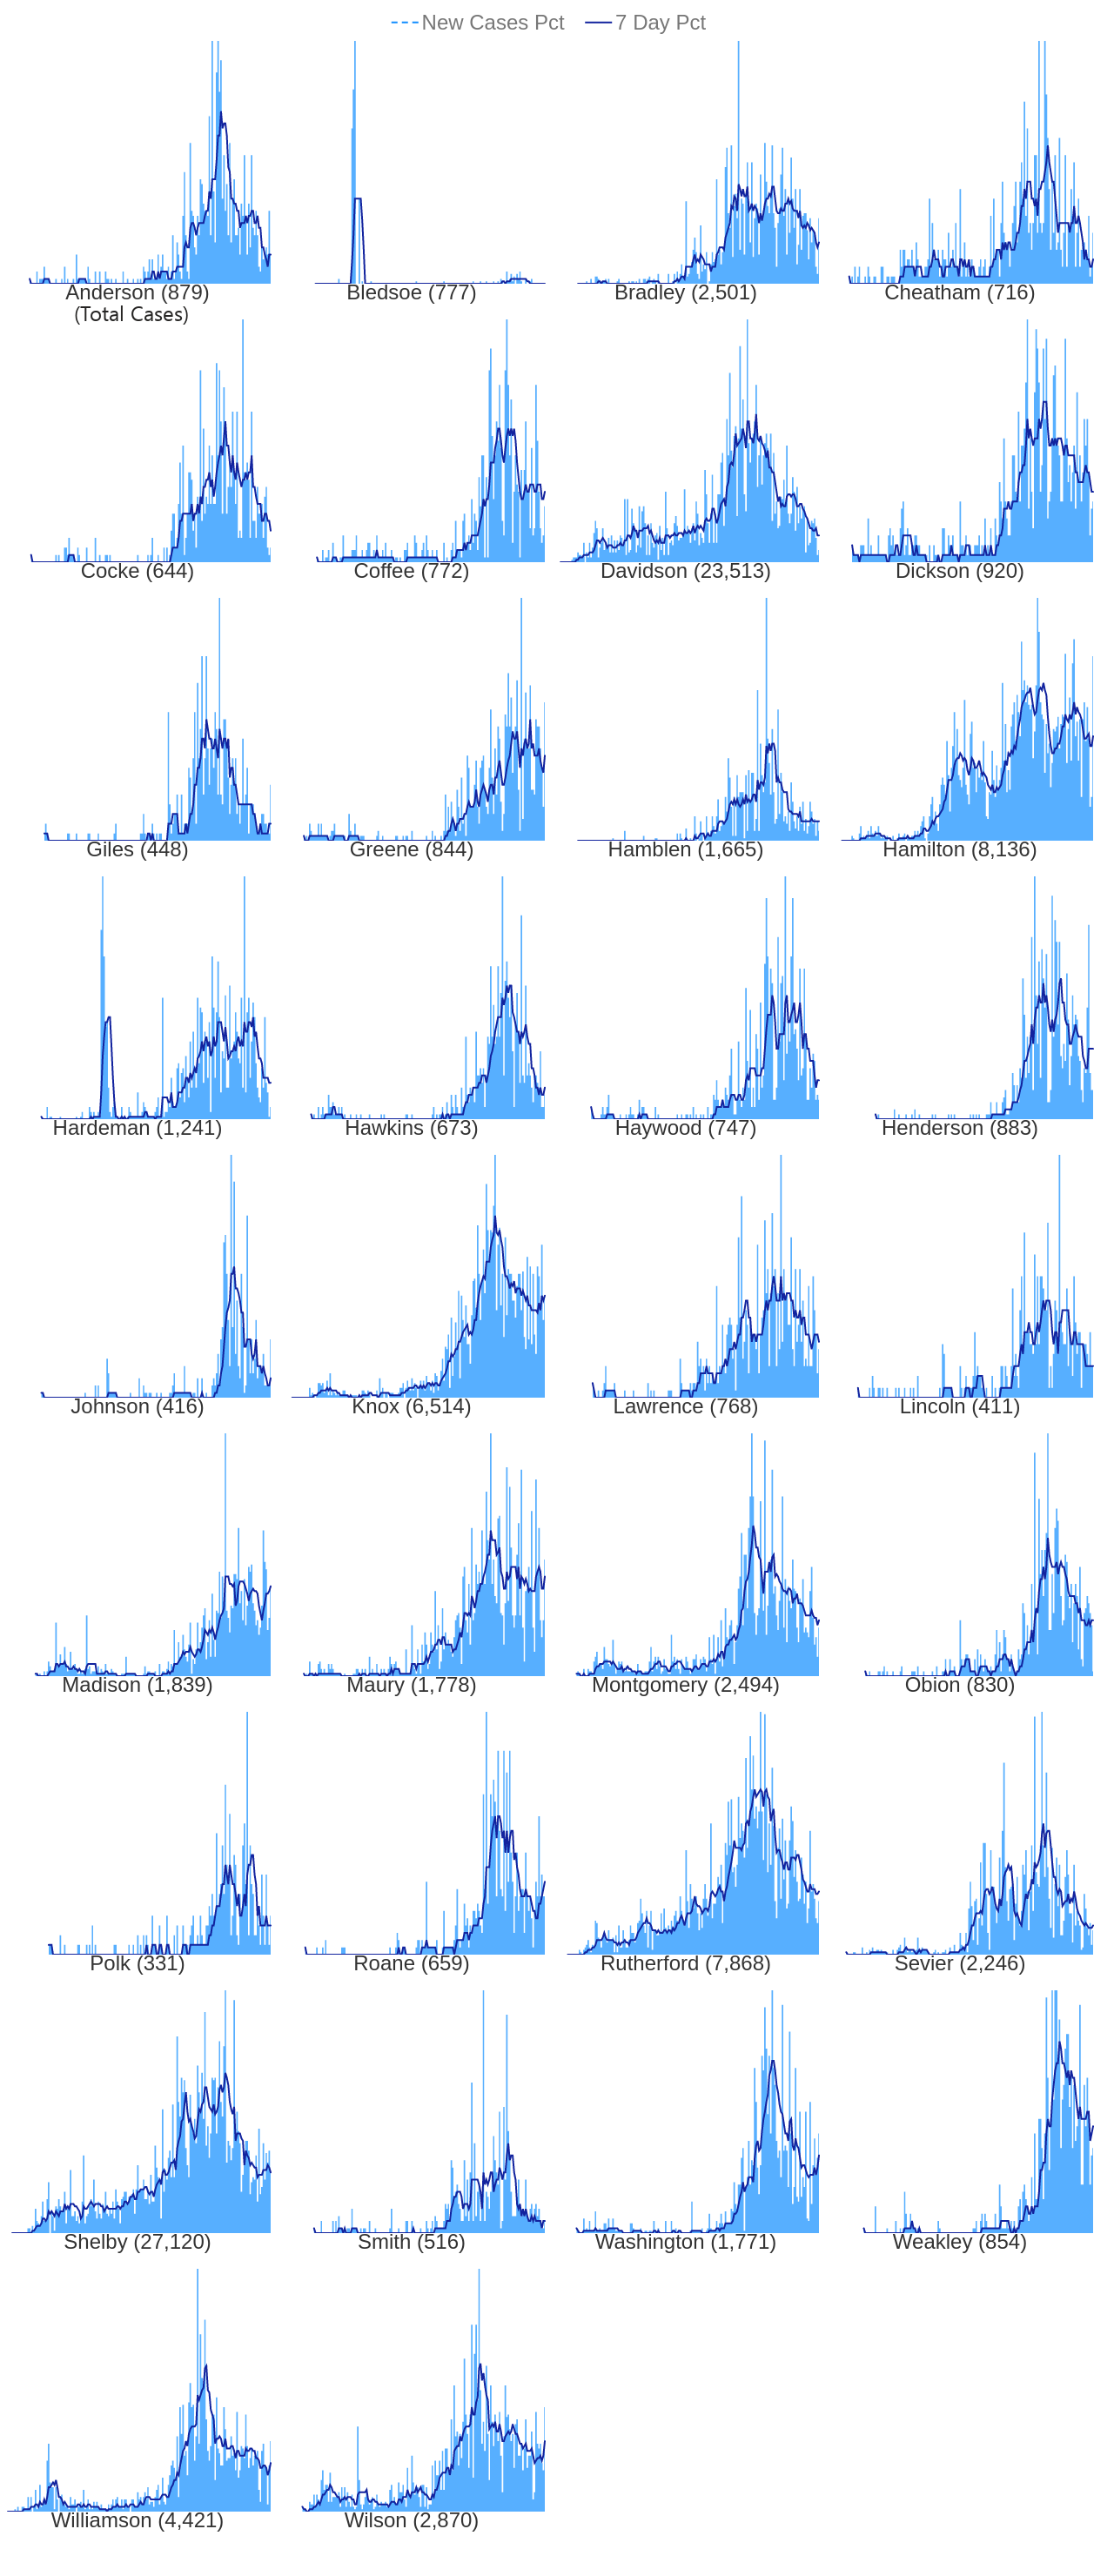 New Cases Pct 7 Day Pct
Anderson (879) Bledsoe (777) Bradley (2,501) Cheatham (716)
(Total Cases)
Cocke (644) Coffee (772) Davidson (23,513) Dickson (920)
Giles (448) Greene (844) Hamblen (1,665) Hamilton (8,136)
Hardeman (1,241) Hawkins (673) Haywood (747) Henderson (883)
Johnson (416) Knox (6,514) Lawrence (768) Lincoln (411)
Madison (1,839) Maury (1,778) Montgomery (2,494) Obion (830)
Polk (331) Roane (659) Rutherford (7,868) Sevier (2,246)
Shelby (27,120) Smith (516) Washington (1,771) Weakley (854)
Williamson (4,421) Wilson (2,870)